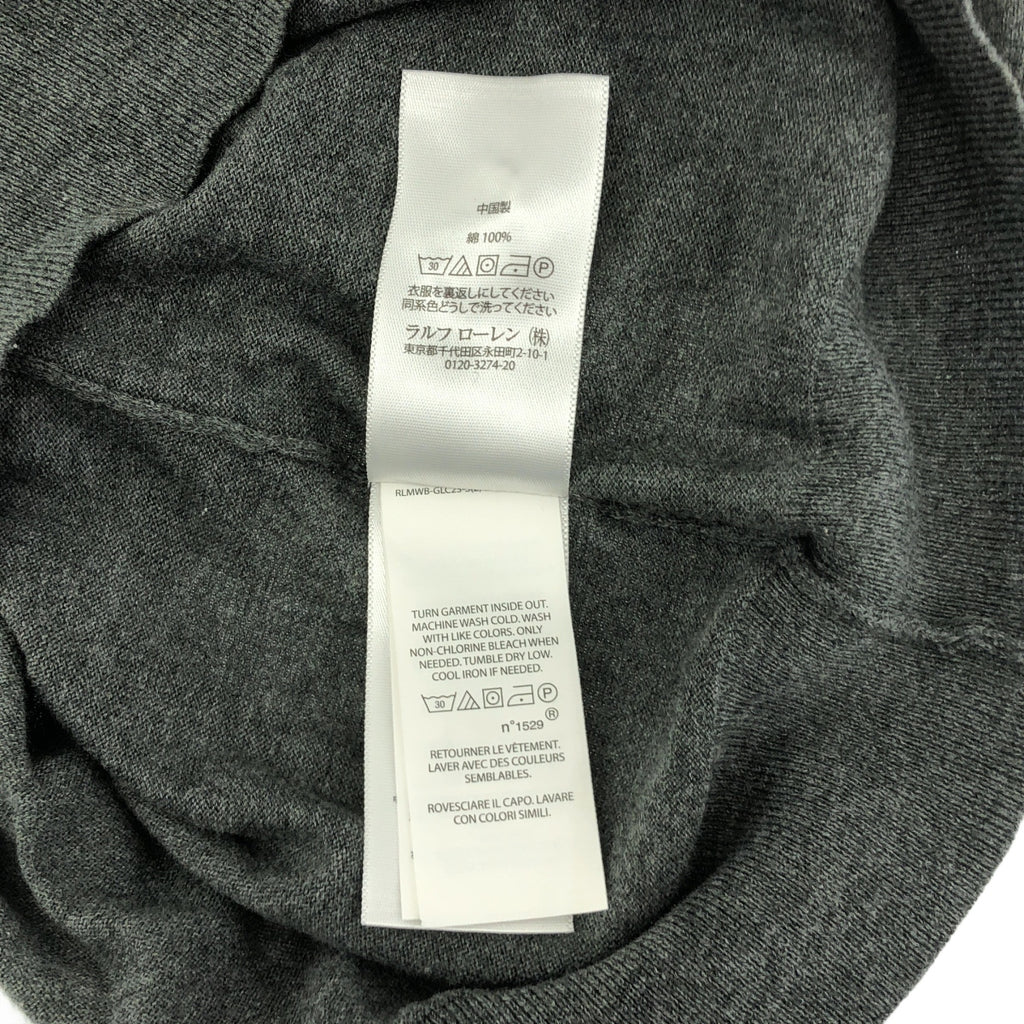 中国製
綿 100%
30 P
衣服を裏返しにしてください
同系色どうしで洗ってください
ラルフ ローレン (株)
東京都千代田区永田町2-10-1
0120-3274-20
TURN GARMENT INSIDE OUT.
MACHINE WASH COLD. WASH
WITH LIKE COLORS. ONLY
NON-CHLORINE BLEACH WHEN
NEEDED. TUMBLE DRY LOW.
COOL IRON IF NEEDED.
30 P
n°1529 ®
RETOURNER LE VÊTEMENT.
LAVER AVEC DES COULEURS
SEMBLABLES.
ROVESCIARE IL CAPO. LAVARE
CON COLORI SIMILI.